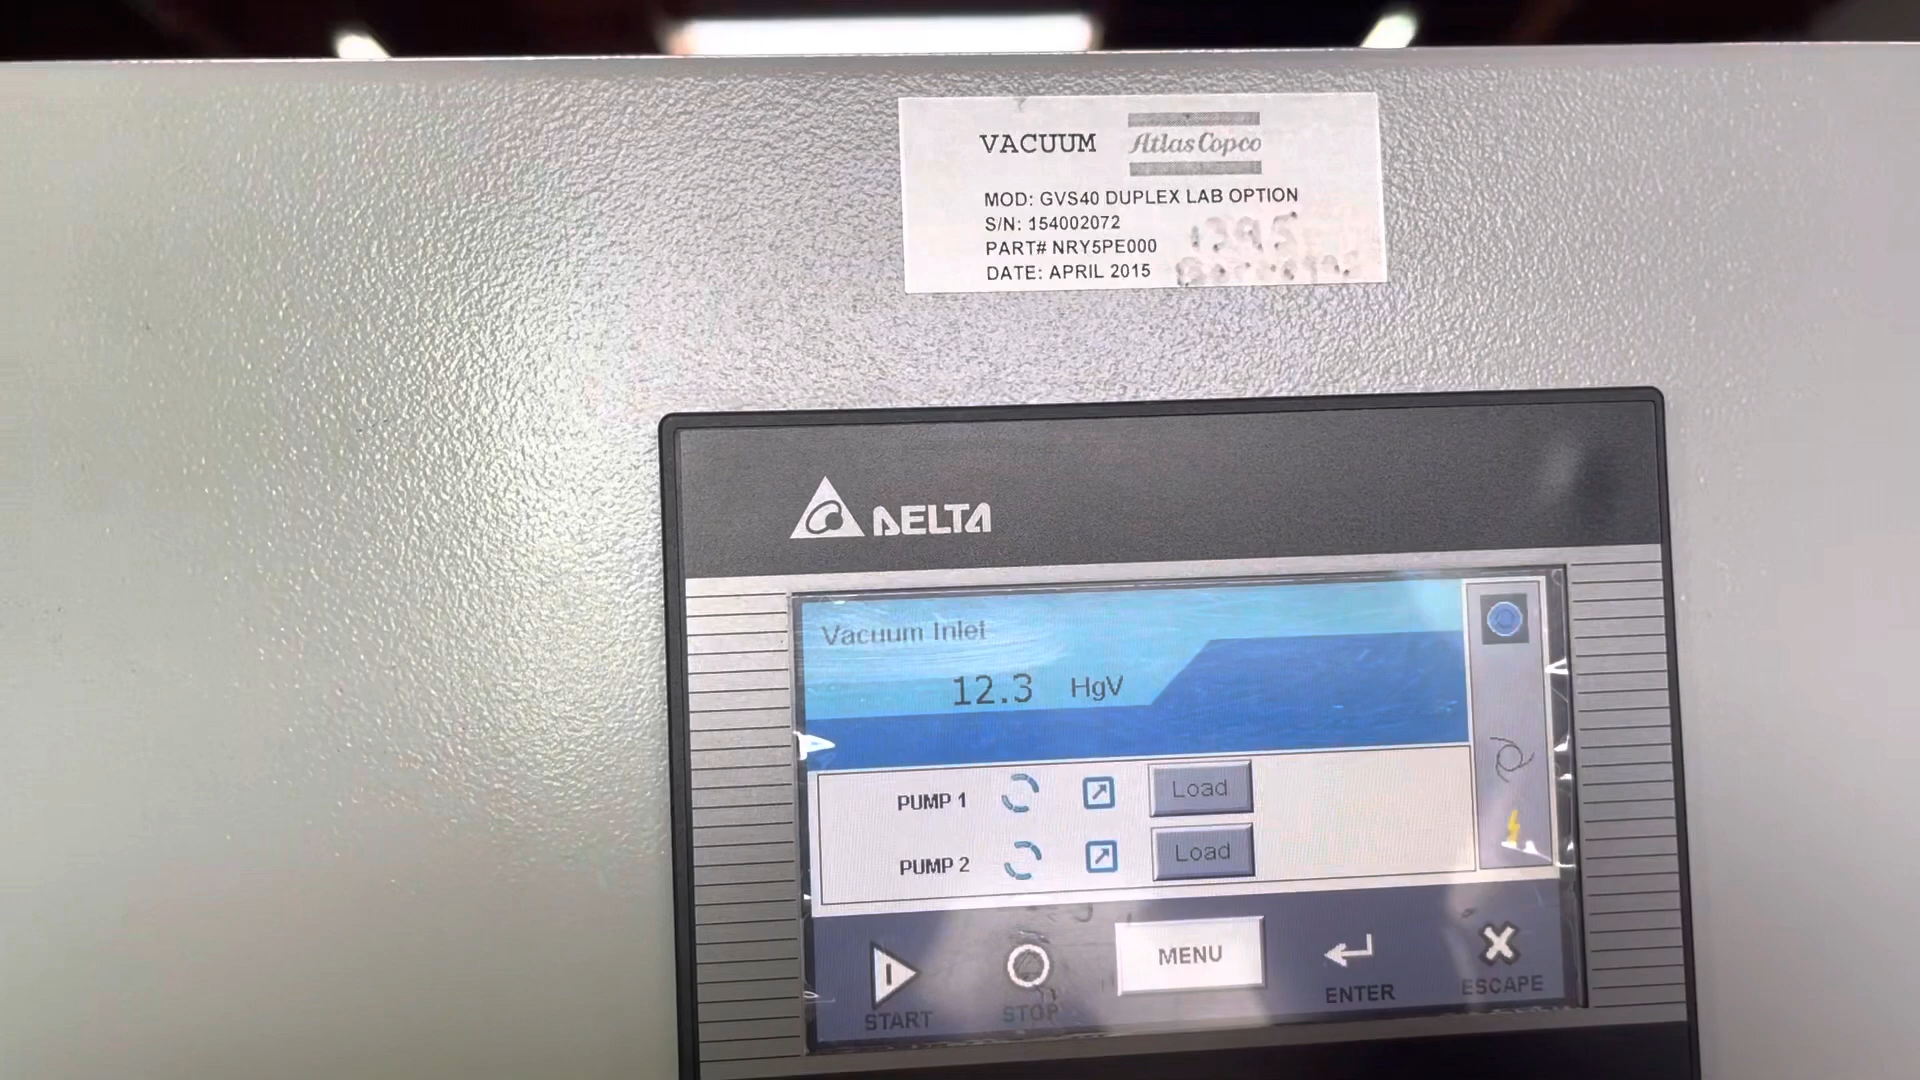 VACUUM Atlas Copco
MOD: GVS40 DUPLEX LAB OPTION
S/N: 154002072
PART# NRY5PE000
DATE: APRIL 2015
1395
DELTA
Vacuum Inlet
12.3 HgV
PUMP 1 Load
PUMP 2 Load
START STOP MENU ENTER ESCAPE